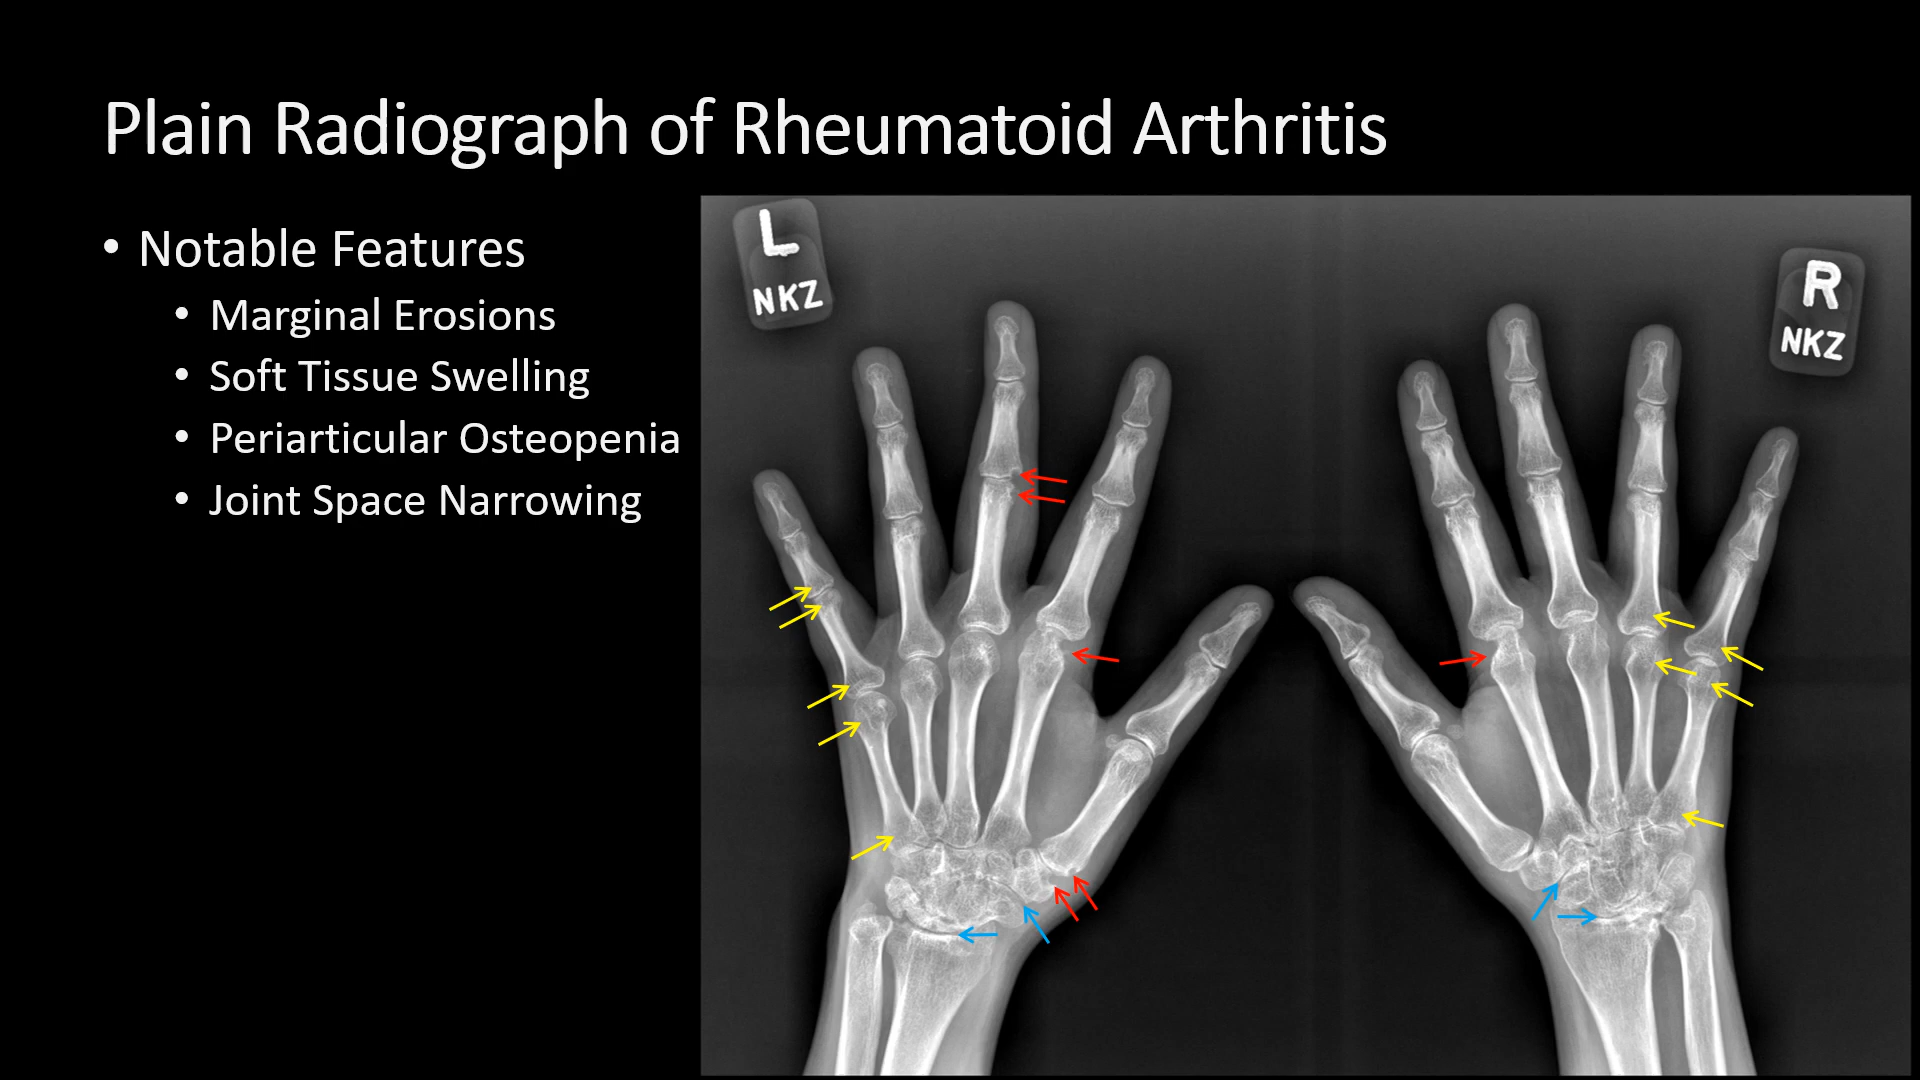 Plain Radiograph of Rheumatoid Arthritis
• Notable Features
• Marginal Erosions
• Soft Tissue Swelling
• Periarticular Osteopenia
• Joint Space Narrowing
L
NKZ
R
NKZ